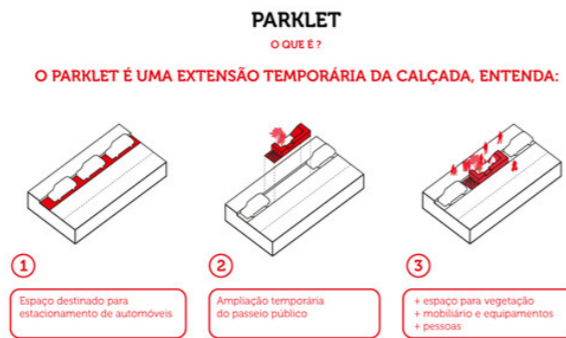 PARKLET
O QUE É ?
O PARKLET É UMA EXTENSÃO TEMPORÁRIA DA CALÇADA, ENTENDA:
1
Espaço destinado para
estacionamento de automóveis
2
Ampliação temporária
do passeio público
3
+ espaço para vegetação
+ mobiliário e equipamentos
+ pessoas